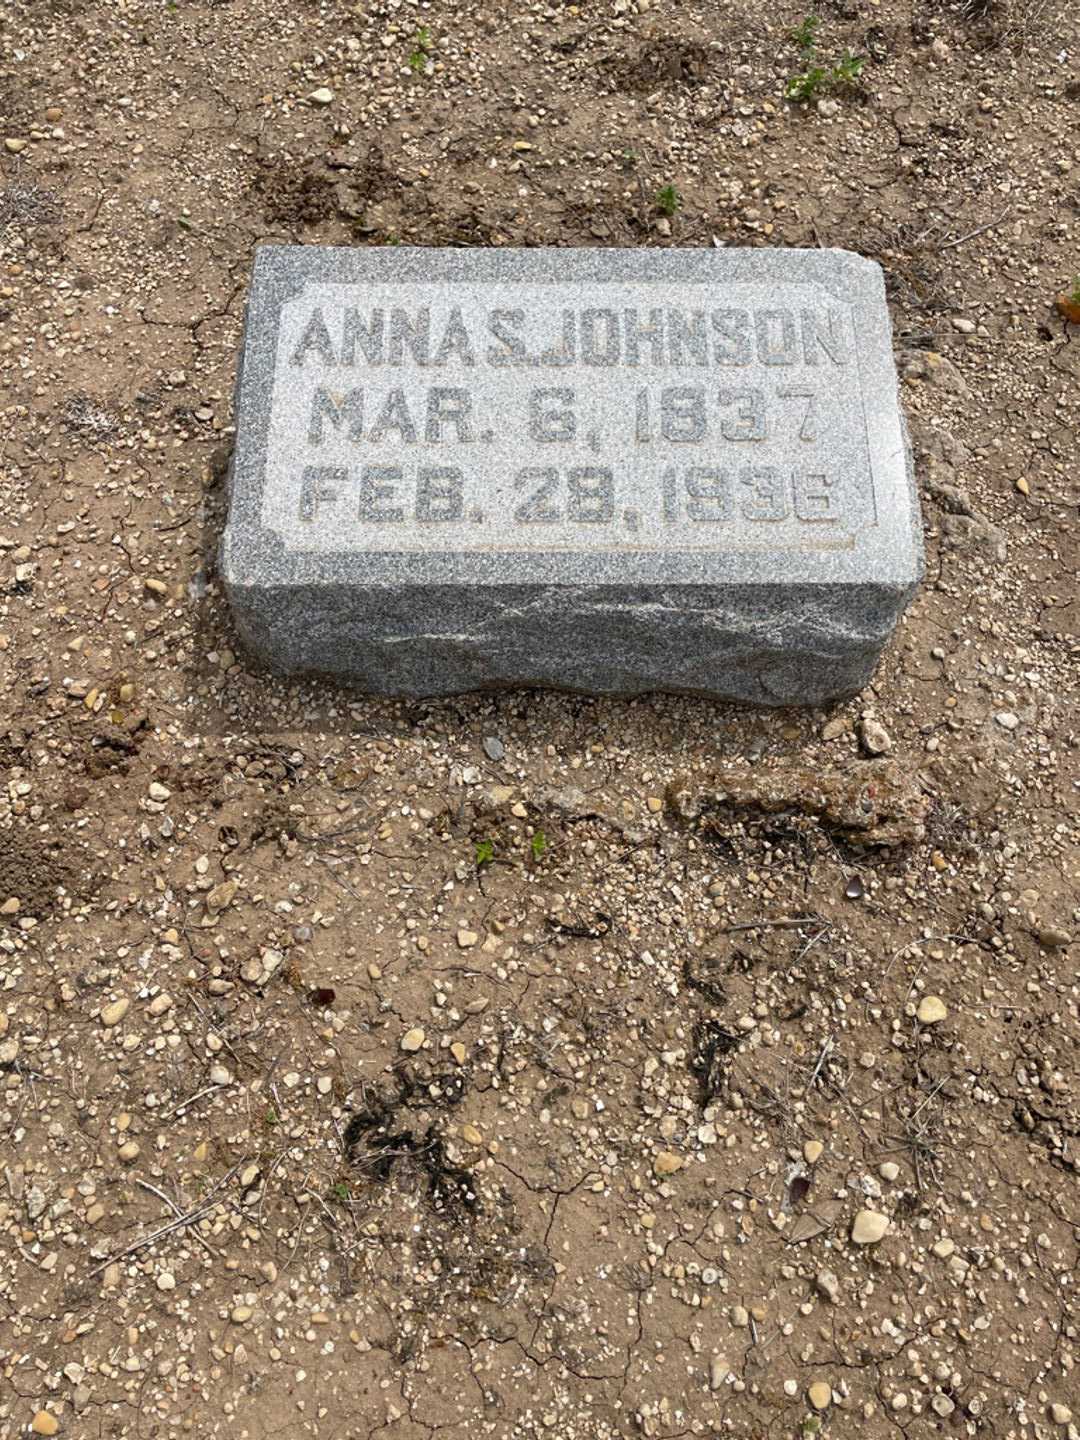 ANNA S. JOHNSON
MAR. 6, 1837
FEB. 28, 1936